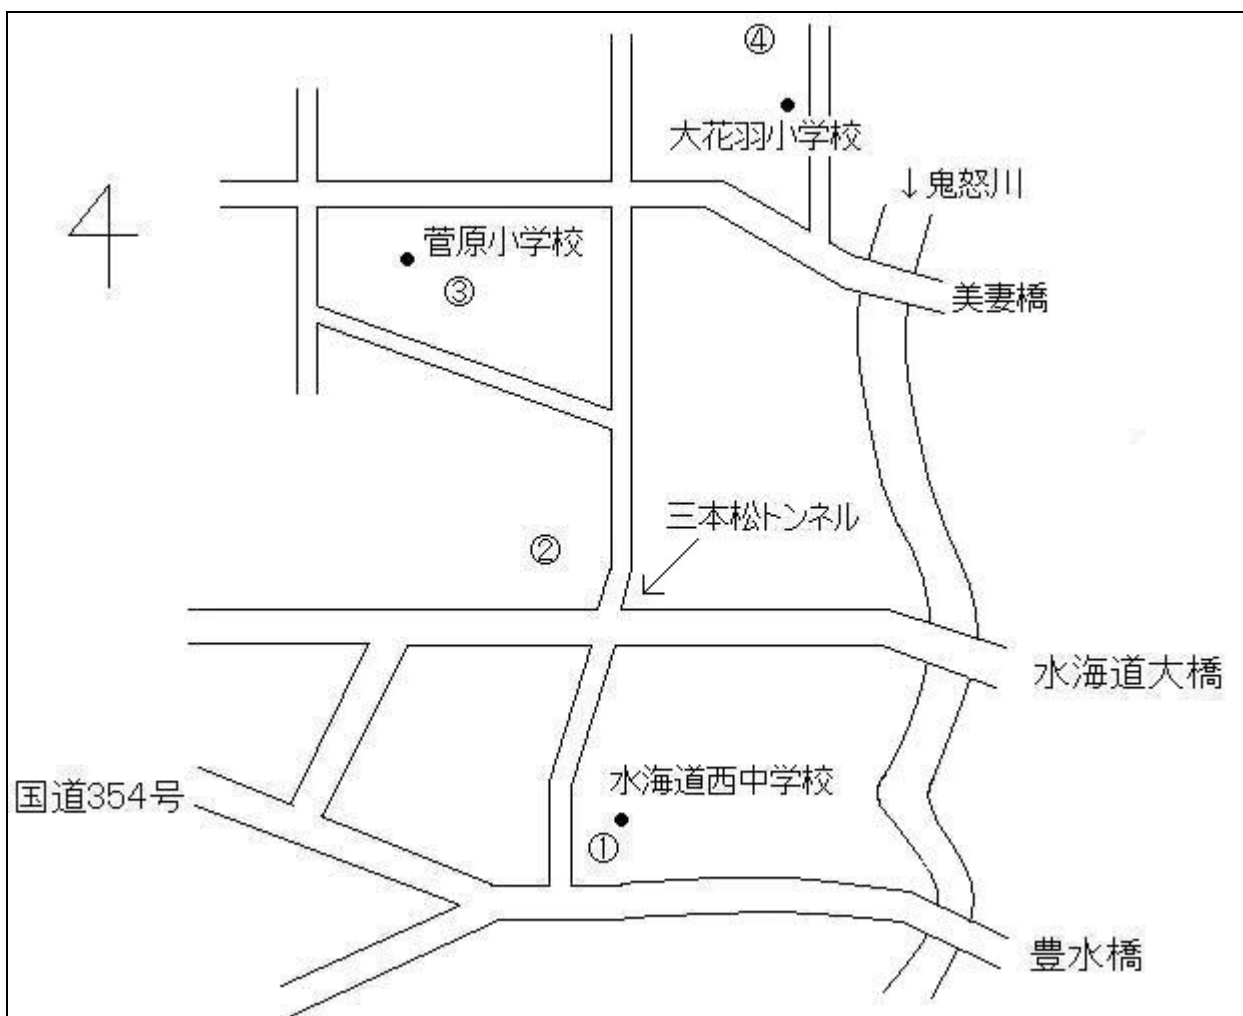 ④
大花羽小学校
↓鬼怒川
菅原小学校
③
美妻橋
三本松トンネル
②
水海道大橋
国道354号
水海道西中学校
①
豊水橋